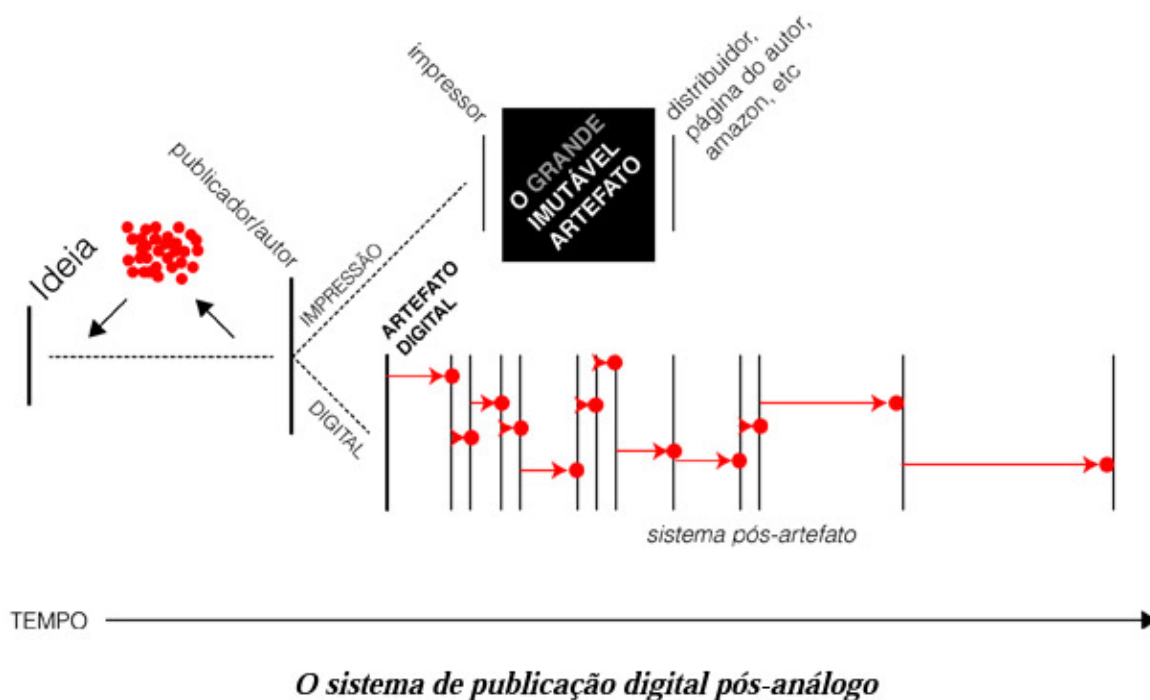 Ideia
publicador/autor
IMPRESSÃO
DIGITAL
impressor
O GRANDE
IMUTÁVEL
ARTEFATO
distribuidor,
página do autor,
amazon, etc
ARTEFATO
DIGITAL
sistema pós-artefato
TEMPO
O sistema de publicação digital pós-análogo